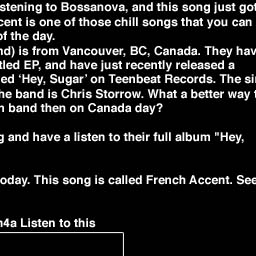 stening to Bossanova, and this song just got
cent is one of those chill songs that you can
of the day.
nd) is from Vancouver, BC, Canada. They hav
tled EP, and have just recently released a
ed ‘Hey, Sugar’ on Teenbeat Records. The si
he band is Chris Storrow. What a better way t
n band then on Canada day?
g and have a listen to their full album "Hey,
oday. This song is called French Accent. See
n4a Listen to this